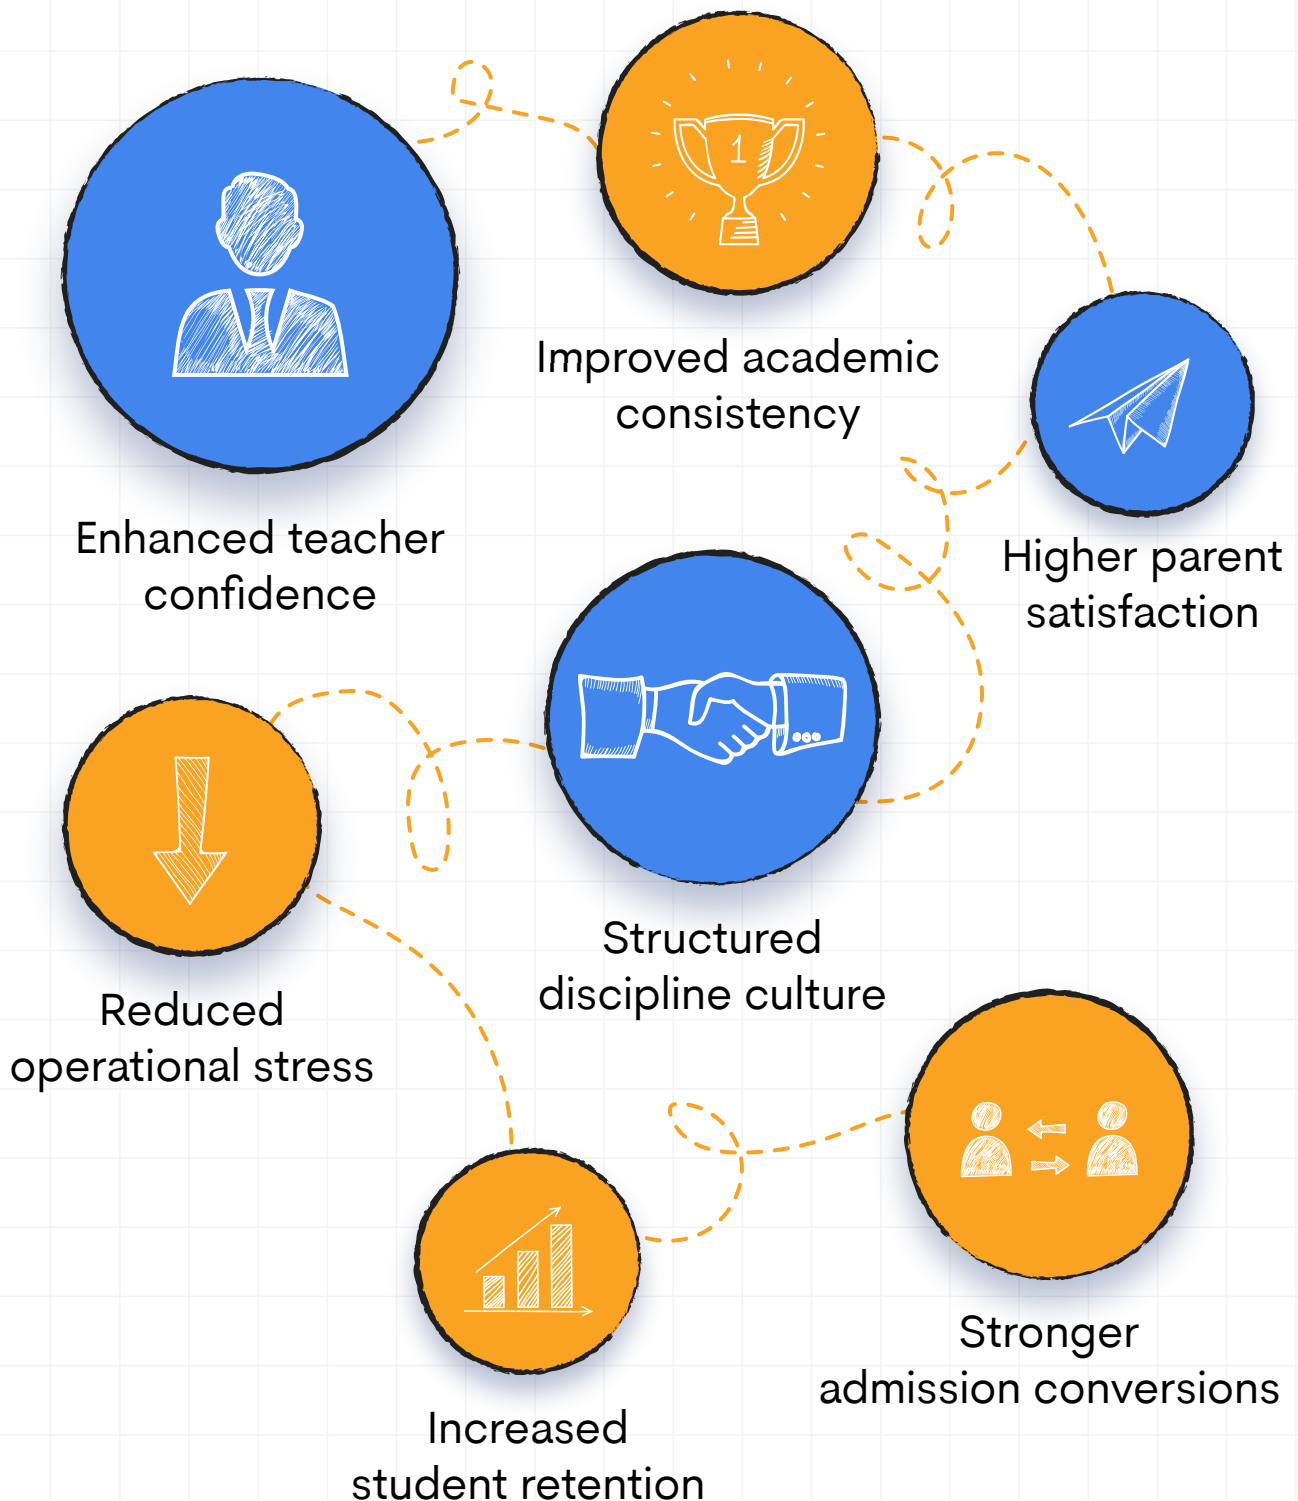 1
Improved academic
consistency
Enhanced teacher
confidence
Higher parent
satisfaction
Structured
discipline culture
Reduced
operational stress
Stronger
admission conversions
Increased
student retention